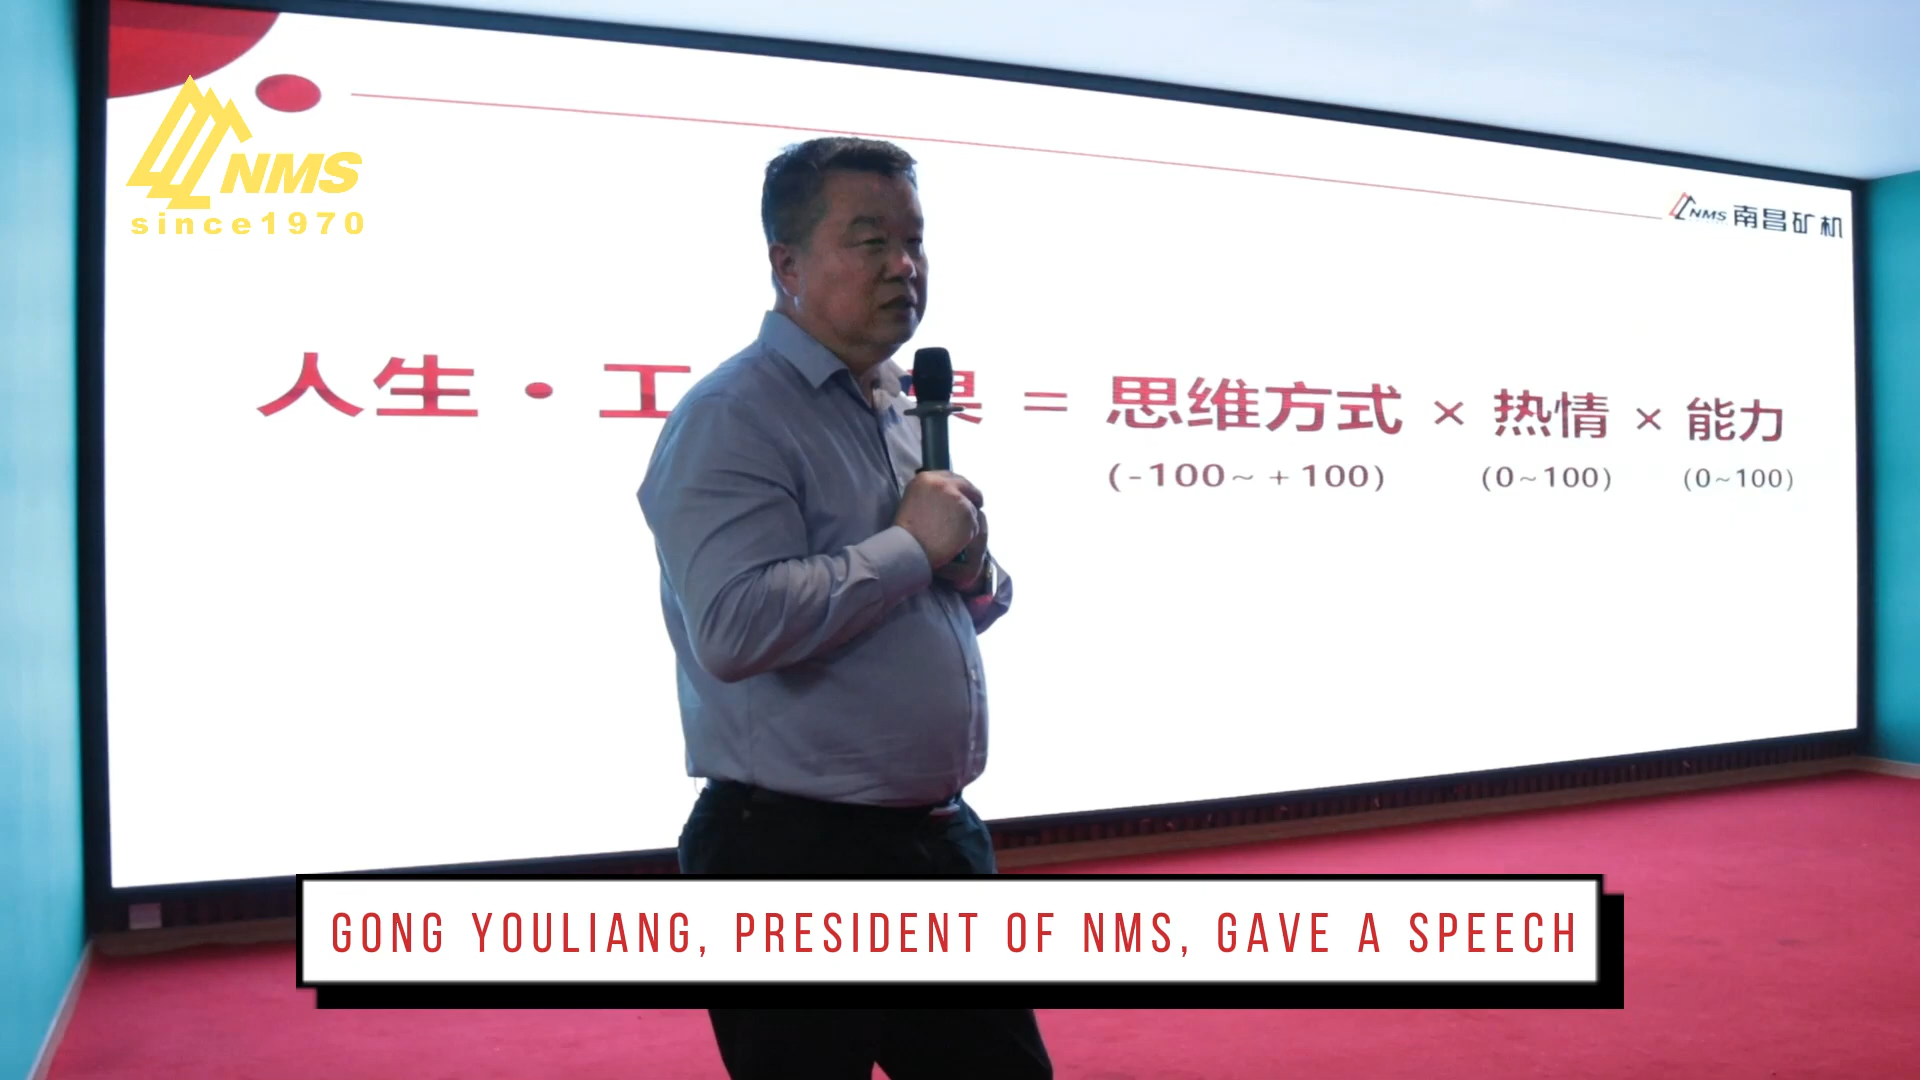 NMS
since1970
NMS 南昌矿机
人生・工 果 = 思维方式 × 热情 × 能力
(-100~ +100) (0~100) (0~100)
GONG YOULIANG, PRESIDENT OF NMS, GAVE A SPEECH